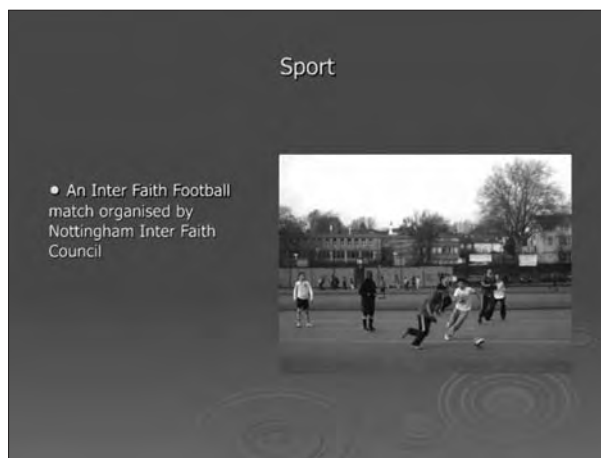 Sport
● An Inter Faith Football
match organised by
Nottingham Inter Faith
Council